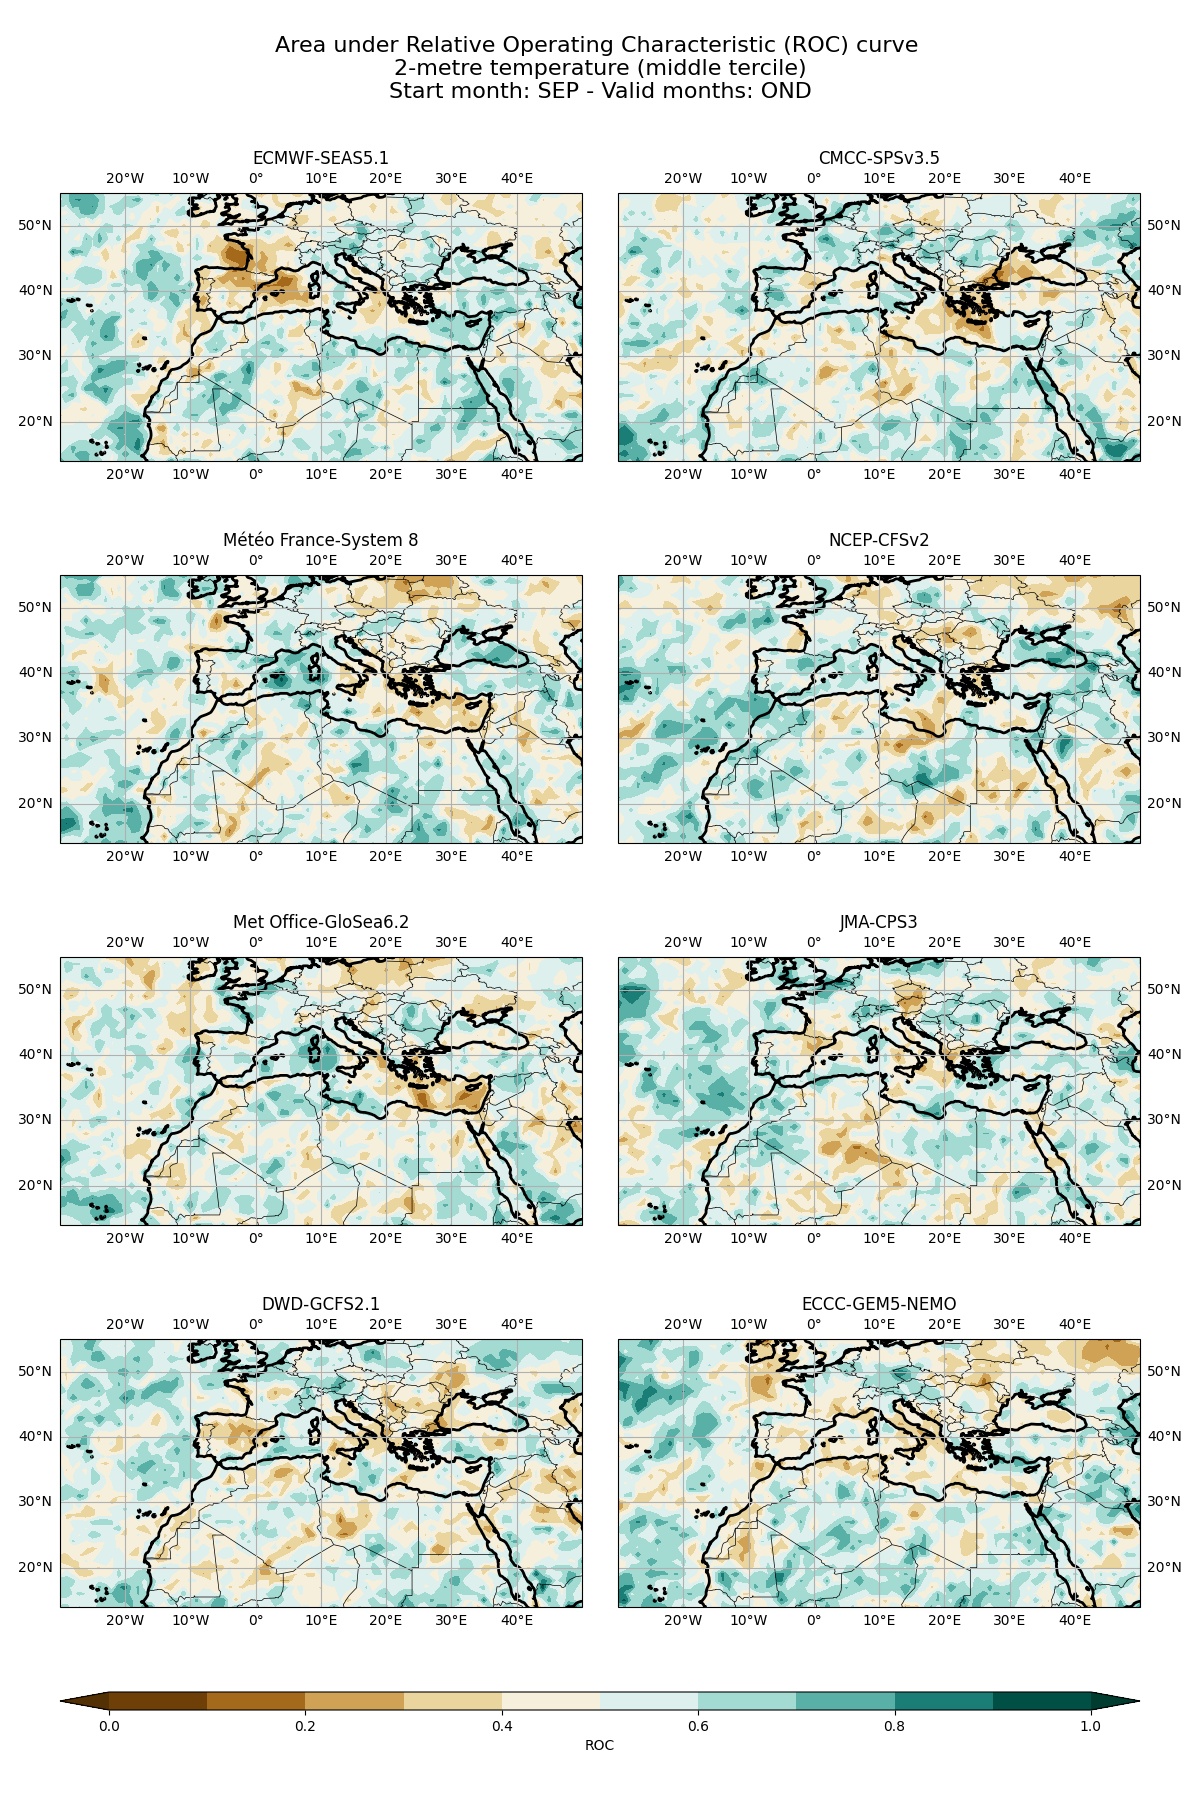 Area under Relative Operating Characteristic (ROC) curve
2-metre temperature (middle tercile)
Start month: SEP - Valid months: OND
ECMWF-SEAS5.1
CMCC-SPSv3.5
20°W 10°W 0° 10°E 20°E 30°E 40°E
20°W 10°W 0° 10°E 20°E 30°E 40°E
50°N
50°N
40°N
40°N
30°N
30°N
20°N
20°N
20°W 10°W 0° 10°E 20°E 30°E 40°E
20°W 10°W 0° 10°E 20°E 30°E 40°E
Météo France-System 8
NCEP-CFSv2
20°W 10°W 0° 10°E 20°E 30°E 40°E
20°W 10°W 0° 10°E 20°E 30°E 40°E
50°N
50°N
40°N
40°N
30°N
30°N
20°N
20°N
20°W 10°W 0° 10°E 20°E 30°E 40°E
20°W 10°W 0° 10°E 20°E 30°E 40°E
Met Office-GloSea6.2
JMA-CPS3
20°W 10°W 0° 10°E 20°E 30°E 40°E
20°W 10°W 0° 10°E 20°E 30°E 40°E
50°N
50°N
40°N
40°N
30°N
30°N
20°N
20°N
20°W 10°W 0° 10°E 20°E 30°E 40°E
20°W 10°W 0° 10°E 20°E 30°E 40°E
DWD-GCFS2.1
ECCC-GEM5-NEMO
20°W 10°W 0° 10°E 20°E 30°E 40°E
20°W 10°W 0° 10°E 20°E 30°E 40°E
50°N
50°N
40°N
40°N
30°N
30°N
20°N
20°N
20°W 10°W 0° 10°E 20°E 30°E 40°E
20°W 10°W 0° 10°E 20°E 30°E 40°E
0.0 0.2 0.4 0.6 0.8 1.0
ROC